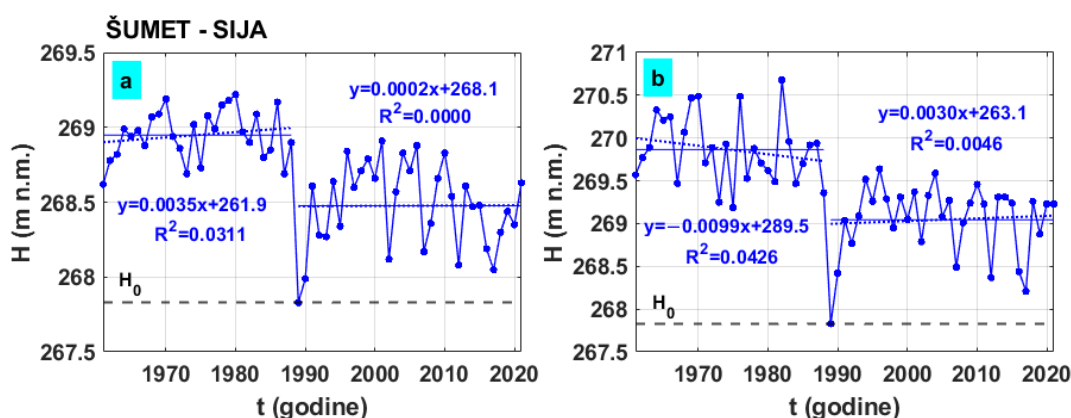 ŠUMET - SIJA
269.5
269
268.5
268
267.5
H (m n.m.)
a
y=0.0002x+268.1
R²=0.0000
y=0.0035x+261.9
R²=0.0311
H₀
1970
1980
1990
2000
2010
2020
t (godine)
271
270.5
270
269.5
269
268.5
268
267.5
H (m n.m.)
b
y=0.0030x+263.1
R²=0.0046
y=−0.0099x+289.5
R²=0.0426
H₀
1970
1980
1990
2000
2010
2020
t (godine)